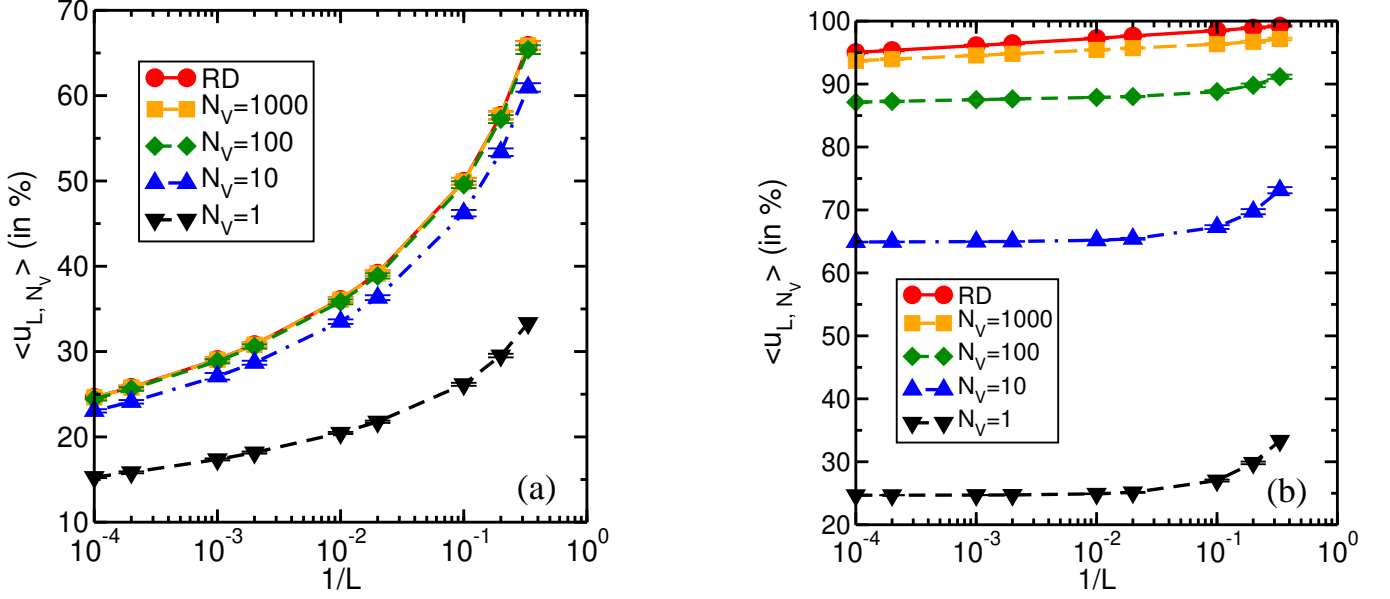 70
60
50
40
30
20
10
<u_{L, N_V}> (in %)
RD
N_V=1000
N_V=100
N_V=10
N_V=1
(a)
10^{-4} 10^{-3} 10^{-2} 10^{-1} 10^0
1/L
100
90
80
70
60
50
40
30
20
<u_{L, N_V}> (in %)
RD
N_V=1000
N_V=100
N_V=10
N_V=1
(b)
10^{-4} 10^{-3} 10^{-2} 10^{-1} 10^0
1/L